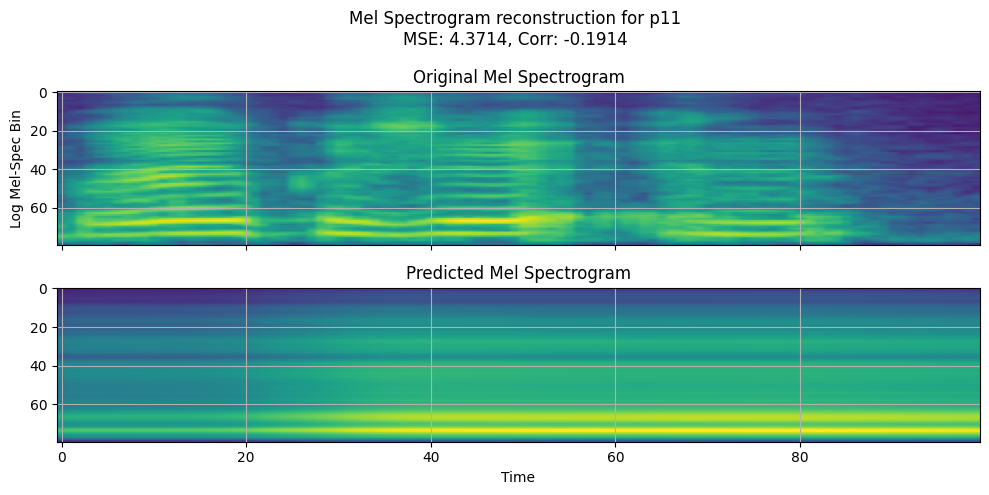 Mel Spectrogram reconstruction for p11
MSE: 4.3714, Corr: -0.1914
Original Mel Spectrogram
0
20
40
60
Log Mel-Spec Bin
Predicted Mel Spectrogram
0
20
40
60
0 20 40 60 80
Time